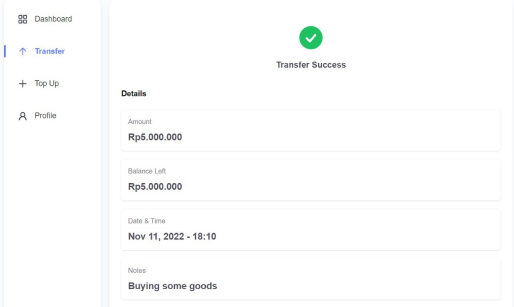 Dashboard
Transfer
Top Up
Profile
Transfer Success
Details
Amount
Rp5.000.000
Balance Left
Rp5.000.000
Date & Time
Nov 11, 2022 - 18:10
Notes
Buying some goods